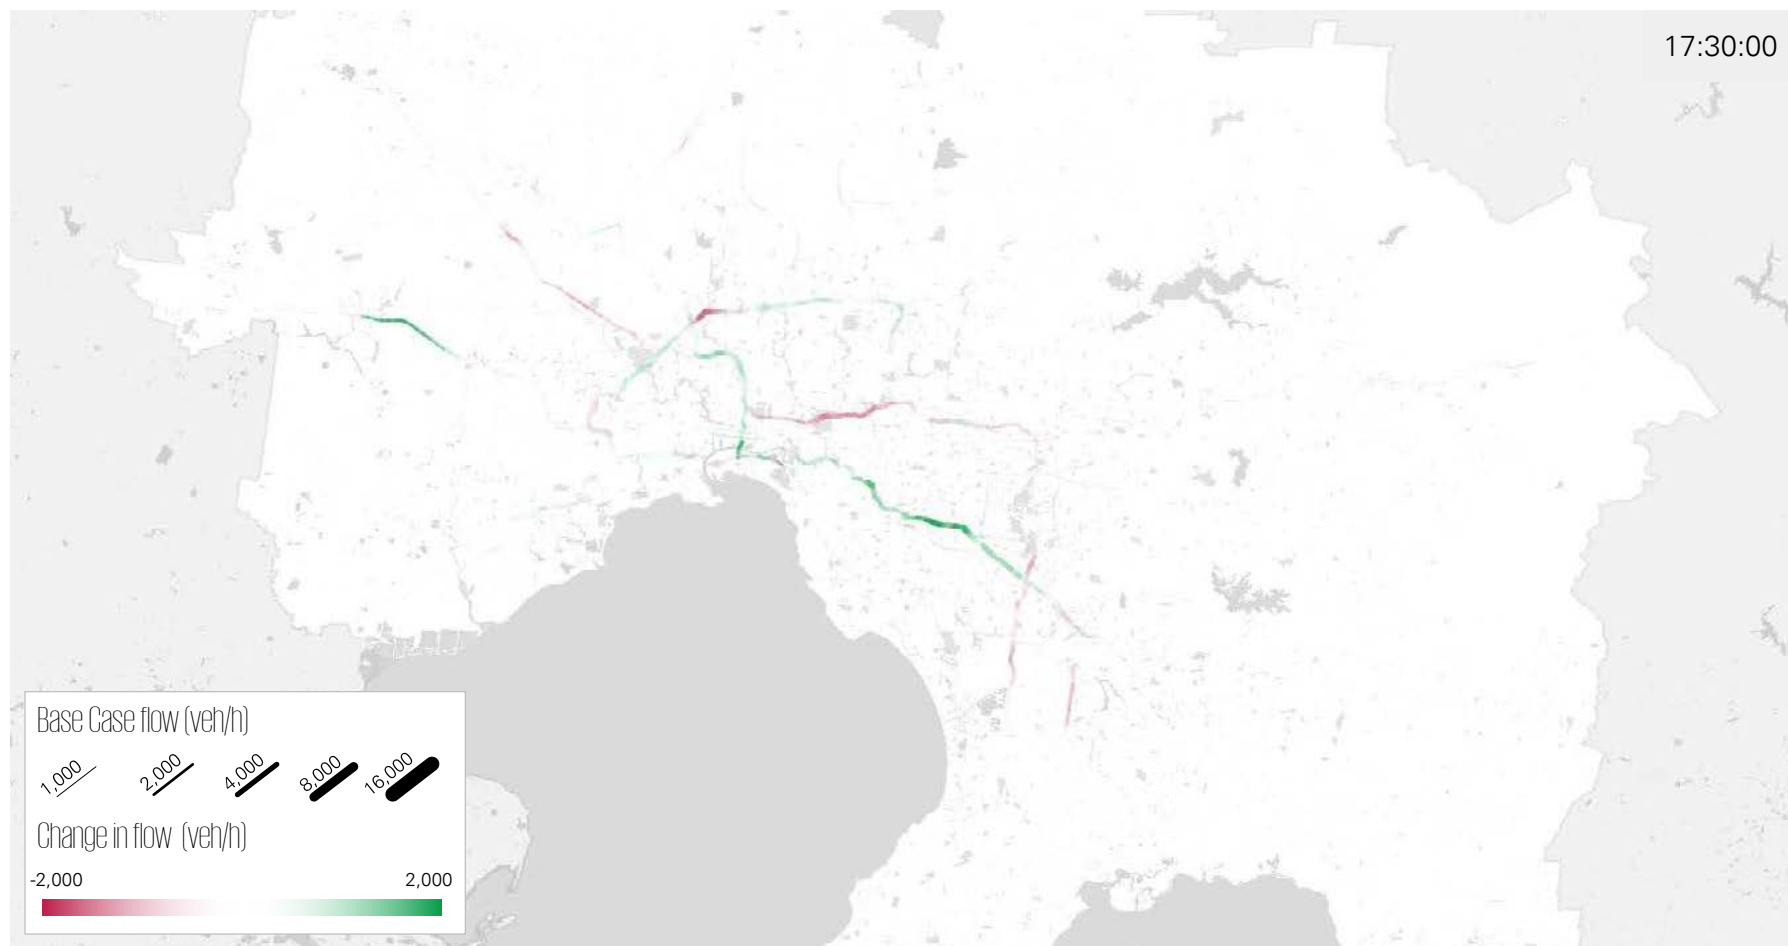 17:30:00
Base Case flow (veh/h)
1,000 2,000 4,000 8,000 16,000
Change in flow (veh/h)
-2,000 2,000